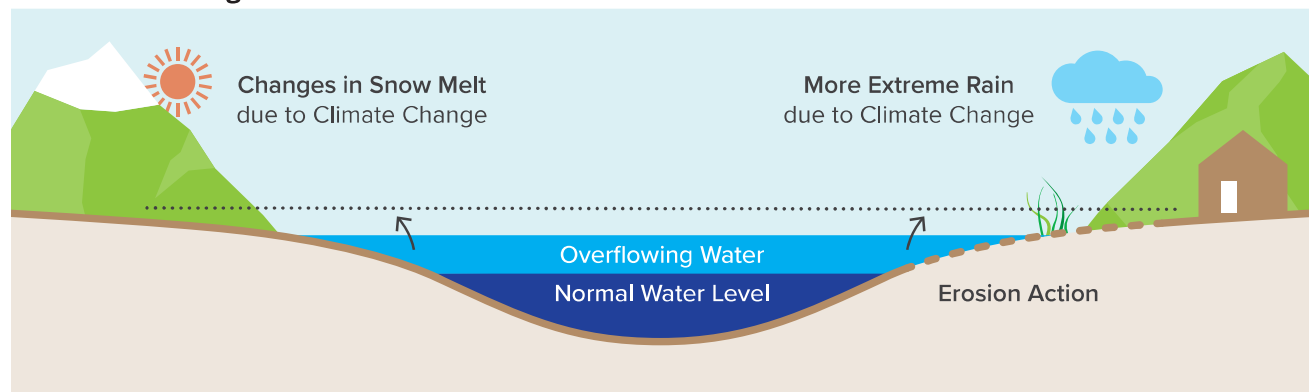 Changes in Snow Melt
due to Climate Change
More Extreme Rain
due to Climate Change
Overflowing Water
Normal Water Level
Erosion Action